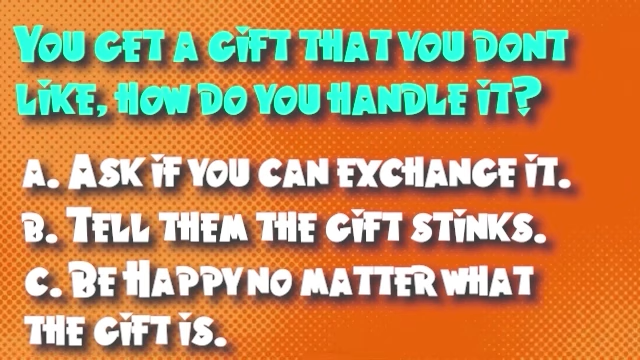 You get a gift that you dont
like, how do you handle it?
a. Ask if you can exchange it.
b. Tell them the gift stinks.
c. Be Happy no matter what
the gift is.